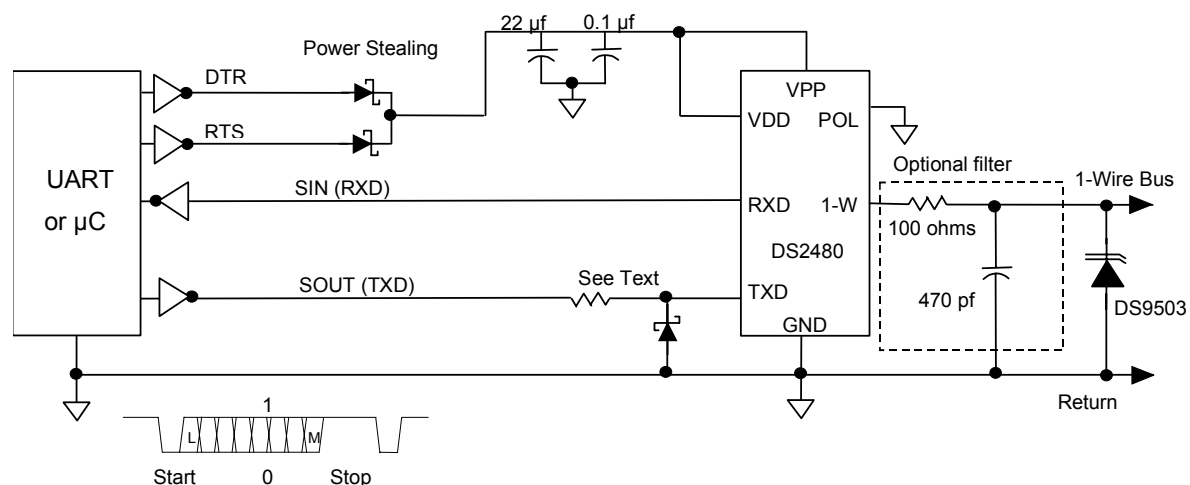 22 µf
0.1 µf
Power Stealing
DTR
RTS
UART
or µC
SIN (RXD)
SOUT (TXD)
See Text
VPP
VDD
POL
RXD
1-W
DS2480
TXD
GND
Optional filter
100 ohms
470 pf
1-Wire Bus
DS9503
Return
1
L
M
Start
0
Stop